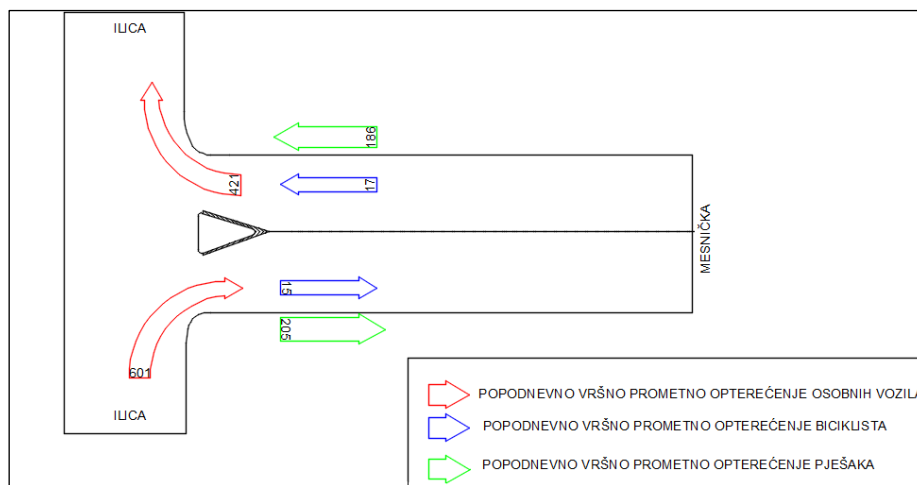 ILICA
186
421
17
MESNIČKA
15
205
601
ILICA
POPODNEVNO VRŠNO PROMETNO OPTEREĆENJE OSOBNIH VOZILA
POPODNEVNO VRŠNO PROMETNO OPTEREĆENJE BICIKLISTA
POPODNEVNO VRŠNO PROMETNO OPTEREĆENJE PJEŠAKA